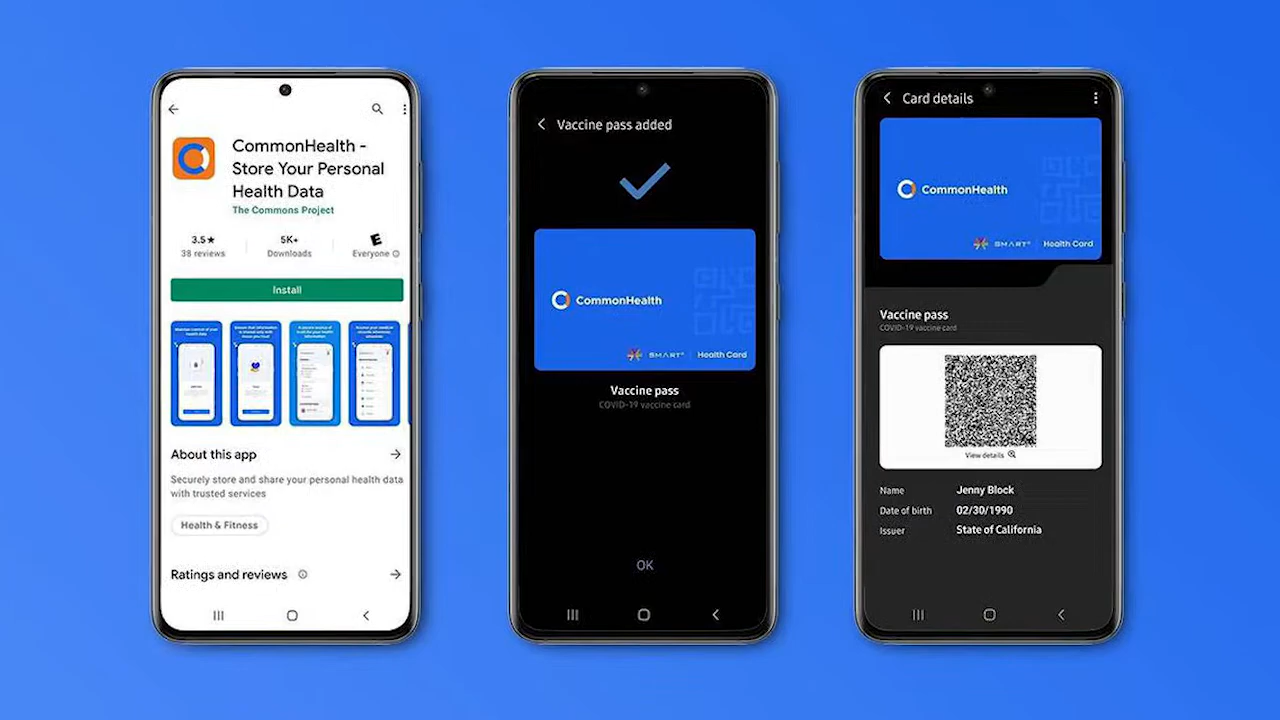 CommonHealth -
Store Your Personal
Health Data
The Commons Project
3.5★
38 reviews
5K+
Downloads
E
Everyone
Install
About this app
Securely store and share your personal health data
with trusted services
Health & Fitness
Ratings and reviews
Vaccine pass added
CommonHealth
SMART® | Health Card
Vaccine pass
COVID-19 vaccine card
OK
Card details
CommonHealth
SMART® | Health Card
Vaccine pass
COVID-19 vaccine card
View details
Name Jenny Block
Date of birth 02/30/1990
Issuer State of California